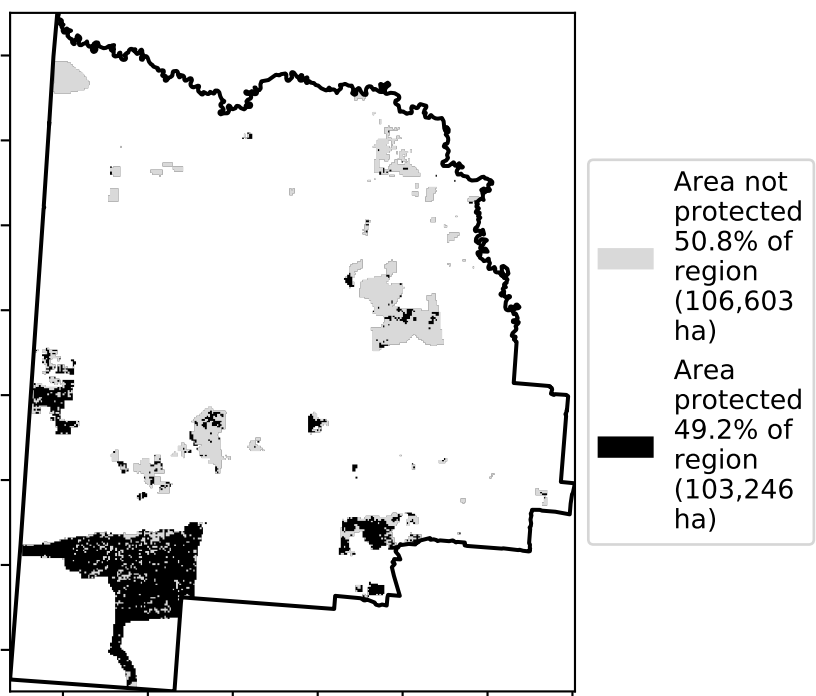 Area not
protected
50.8% of
region
(106,603
ha)
Area
protected
49.2% of
region
(103,246
ha)